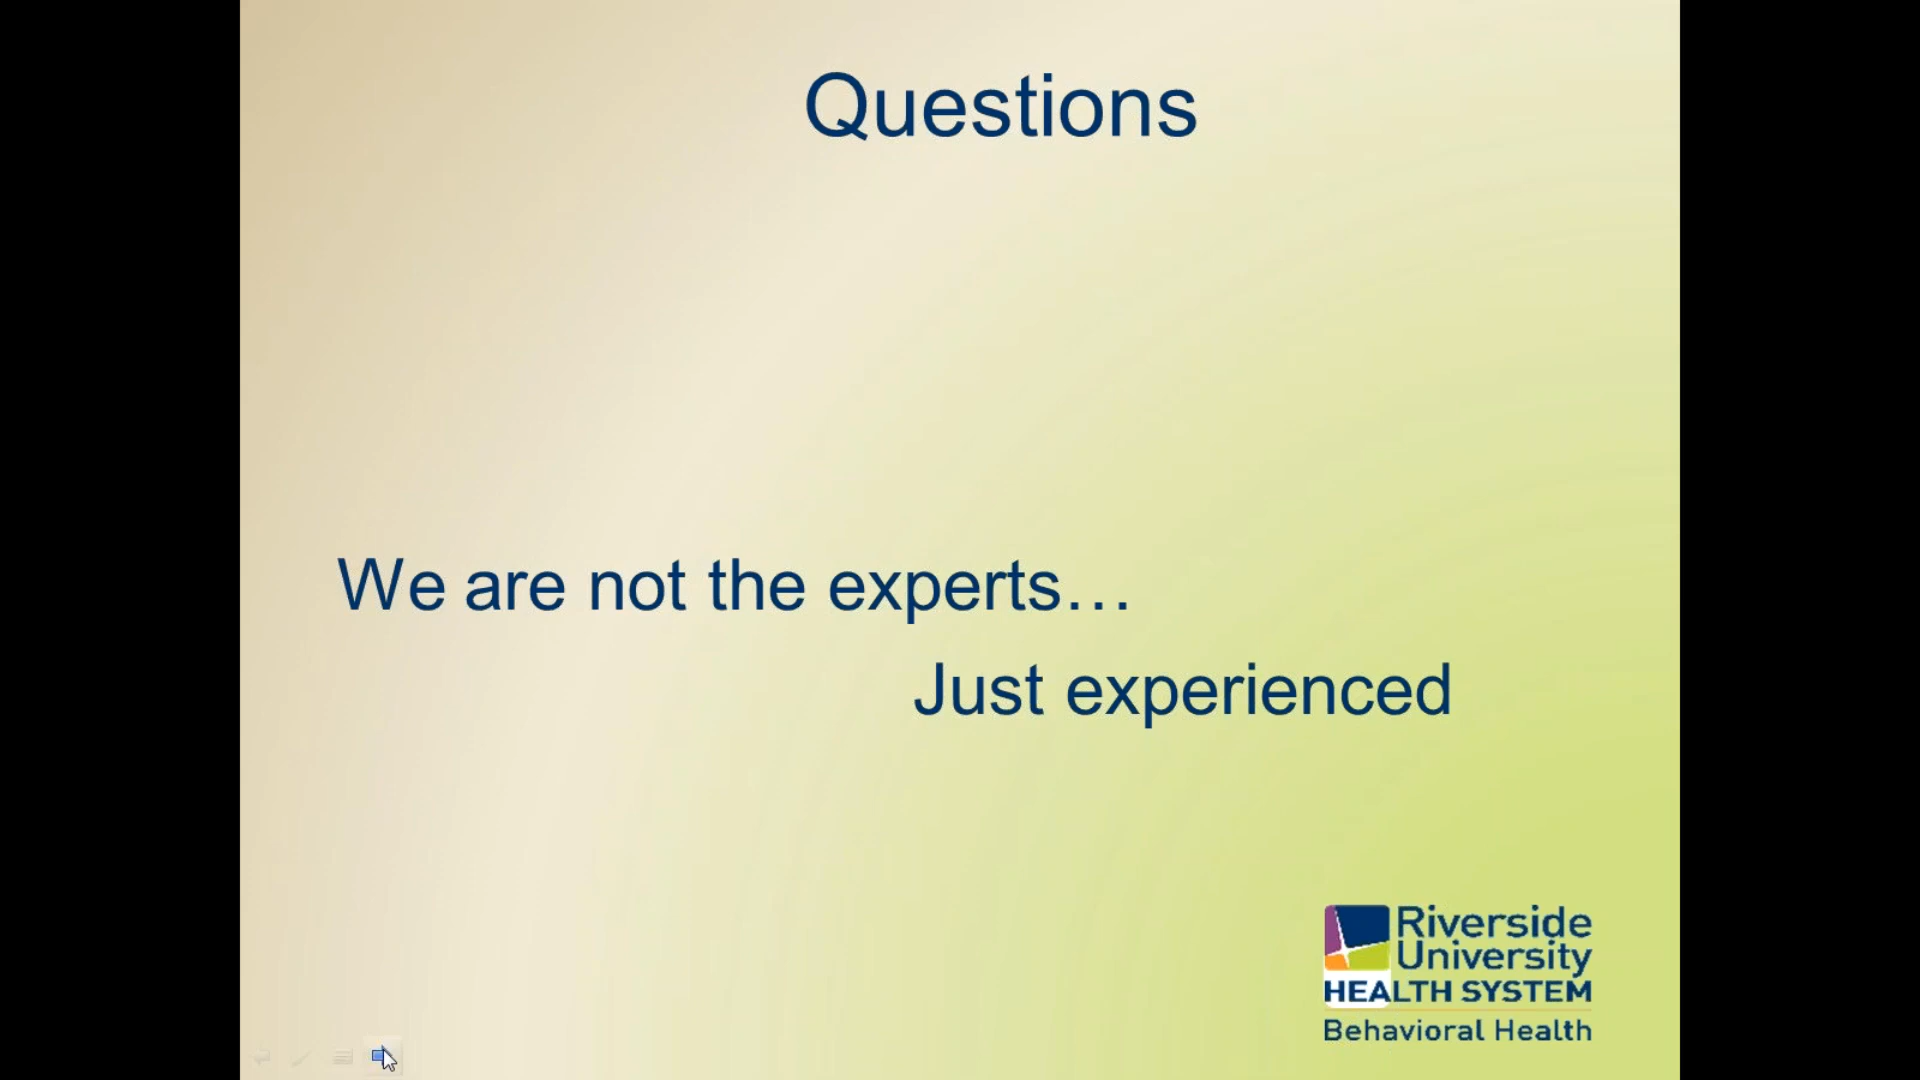 Questions
We are not the experts…
Just experienced
Riverside
University
HEALTH SYSTEM
Behavioral Health